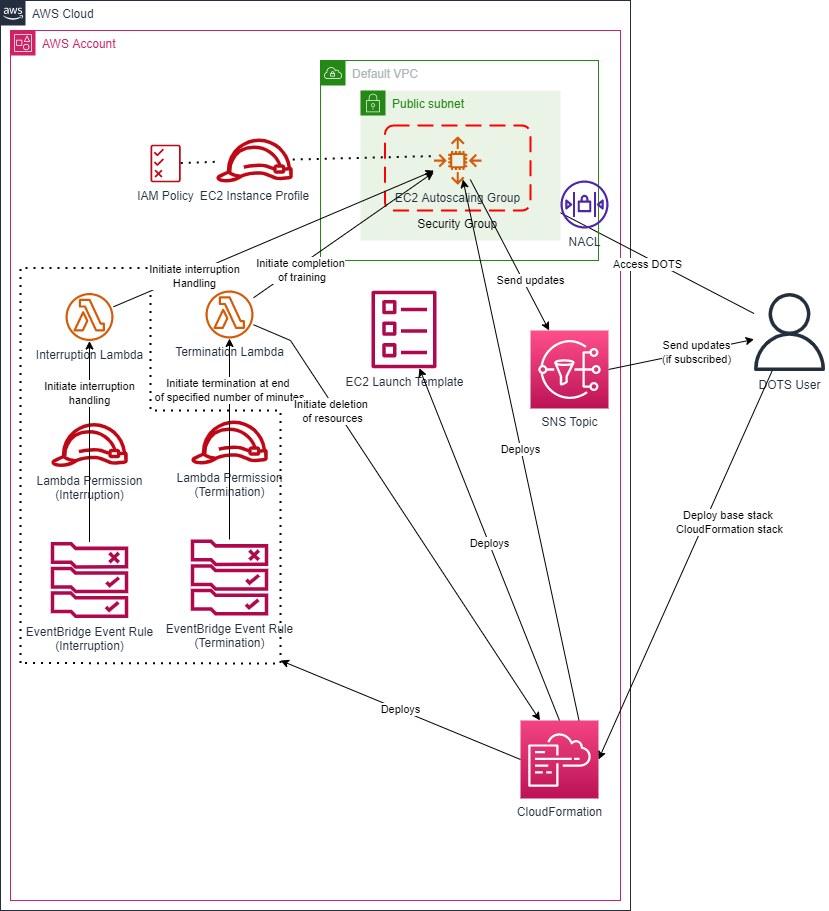 aws
AWS Cloud
AWS Account
Default VPC
Public subnet
IAM Policy
EC2 Instance Profile
EC2 Autoscaling Group
Security Group
NACL
Access DOTS
Initiate interruption
Handling
Initiate completion
of training
Send updates
Interruption Lambda
Termination Lambda
EC2 Launch Template
SNS Topic
Send updates
(if subscribed)
DOTS User
Initiate interruption
handling
Initiate termination at end
of specified number of minutes
Initiate deletion
of resources
Deploys
Lambda Permission
(Interruption)
Lambda Permission
(Termination)
Deploys
Deploy base stack
CloudFormation stack
EventBridge Event Rule
(Interruption)
EventBridge Event Rule
(Termination)
Deploys
CloudFormation